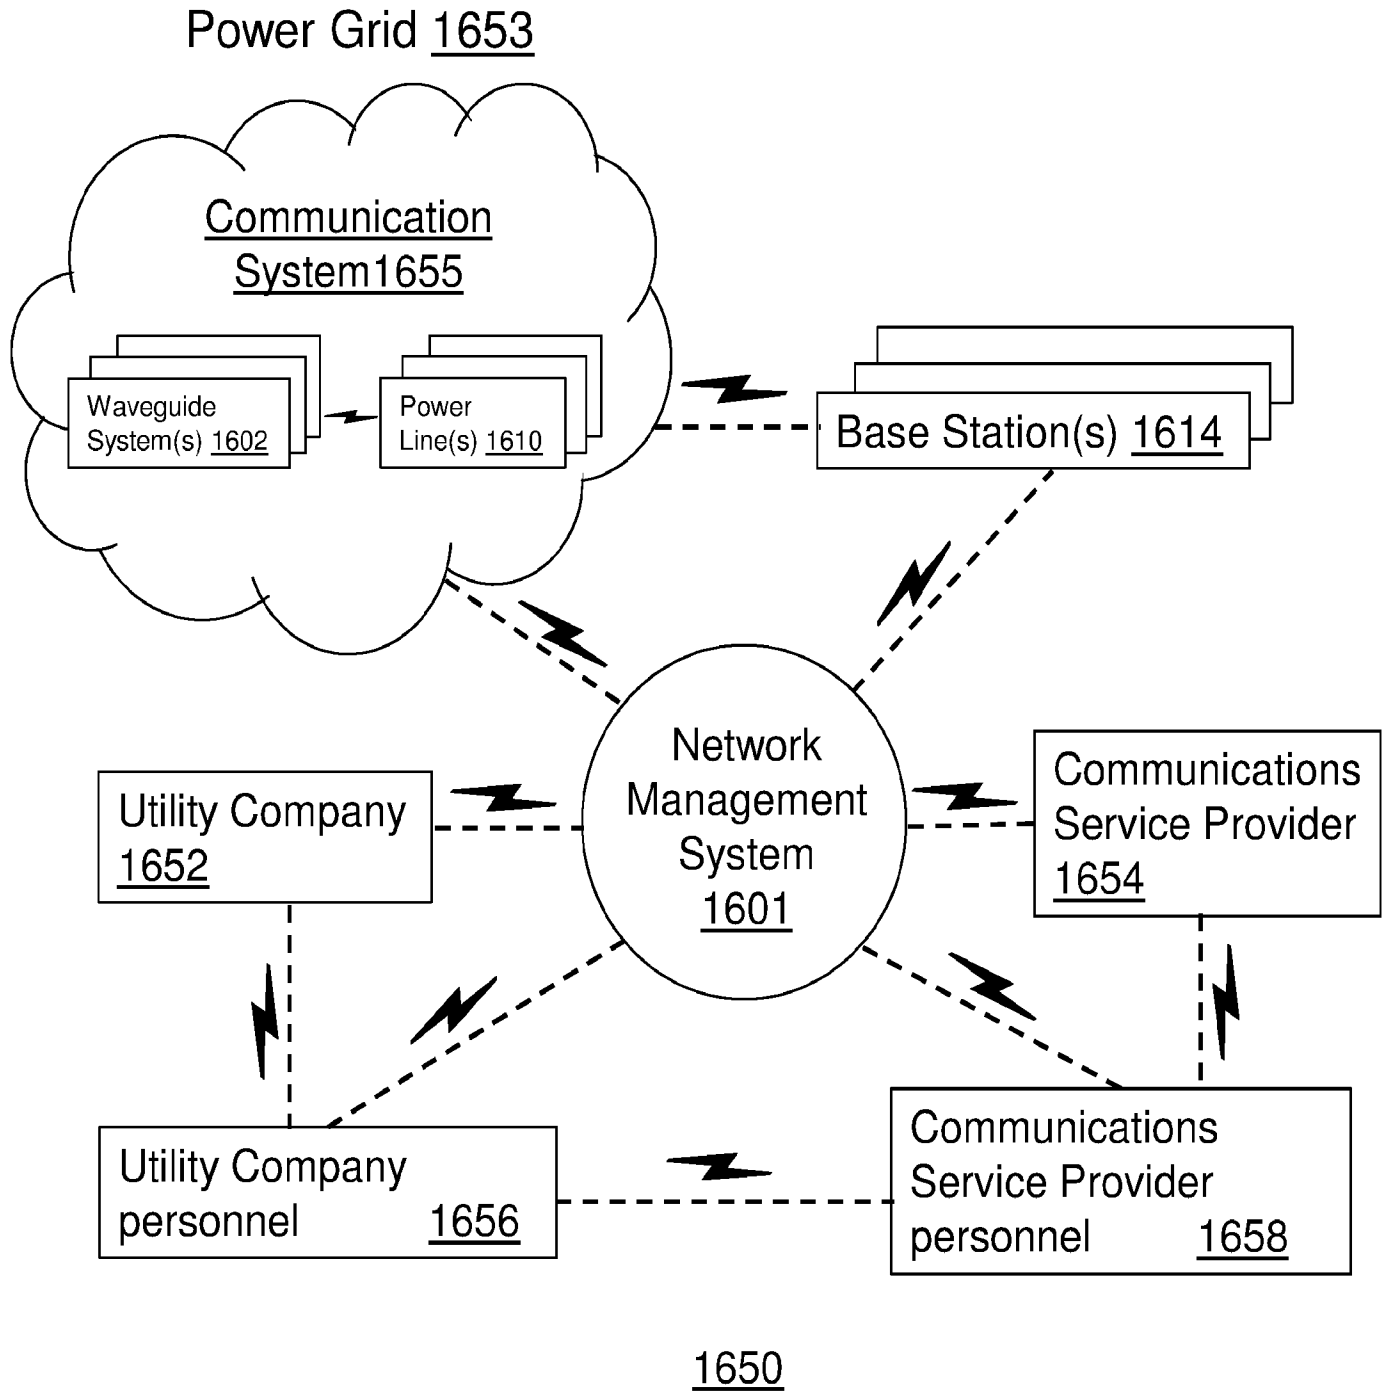 Power Grid 1653
Communication
System1655
Waveguide
System(s) 1602
Power
Line(s) 1610
Base Station(s) 1614
Network
Management
System
1601
Utility Company
1652
Communications
Service Provider
1654
Utility Company
personnel 1656
Communications
Service Provider
personnel 1658
1650